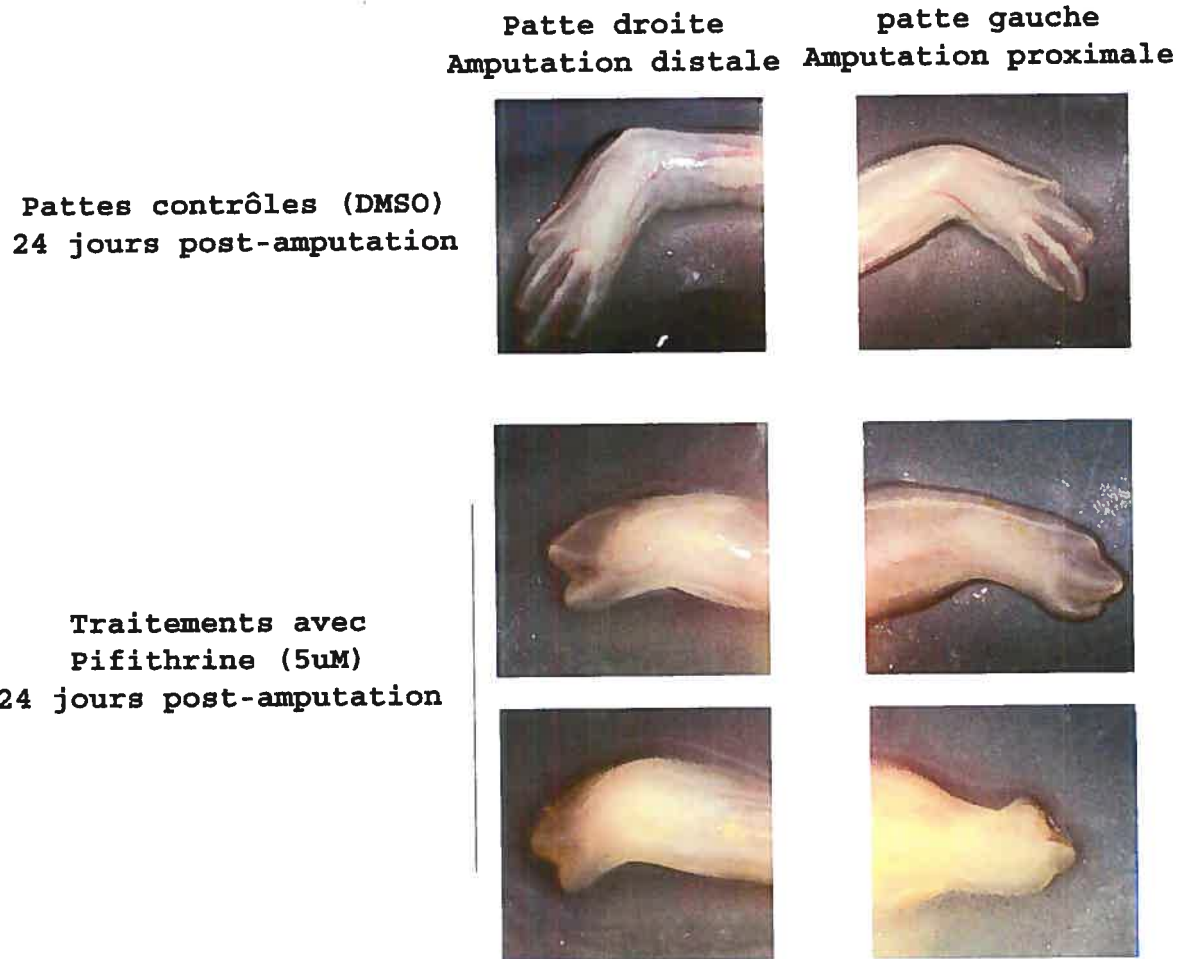 Patte droite
Amputation distale
patte gauche
Amputation proximale
Pattes contrôles (DMSO)
24 jours post-amputation
Traitements avec
Pifithrine (5uM)
24 jours post-amputation